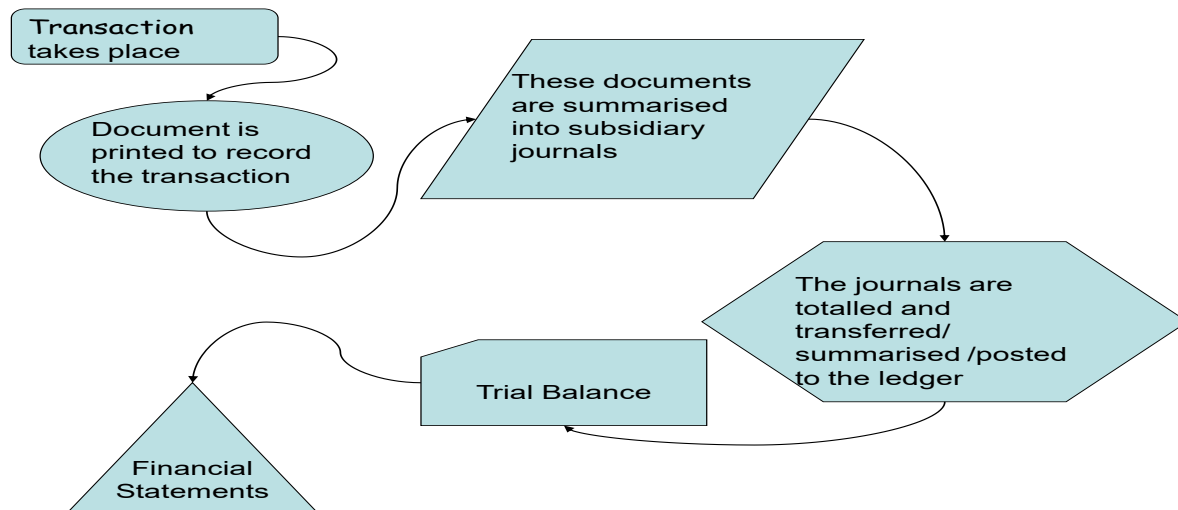 Transaction
takes place
Document is
printed to record
the transaction
These documents
are summarised
into subsidiary
journals
The journals are
totalled and
transferred/
summarised /posted
to the ledger
Trial Balance
Financial
Statements